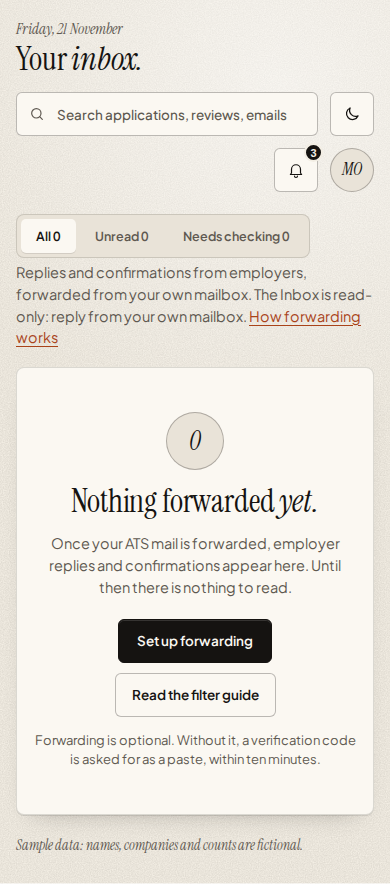 Friday, 21 November
Your inbox.
Search applications, reviews, emails
3
MO
All 0 Unread 0 Needs checking 0
Replies and confirmations from employers,
forwarded from your own mailbox. The Inbox is read-
only: reply from your own mailbox. How forwarding
works
0
Nothing forwarded yet.
Once your ATS mail is forwarded, employer
replies and confirmations appear here. Until
then there is nothing to read.
Set up forwarding
Read the filter guide
Forwarding is optional. Without it, a verification code
is asked for as a paste, within ten minutes.
Sample data: names, companies and counts are fictional.